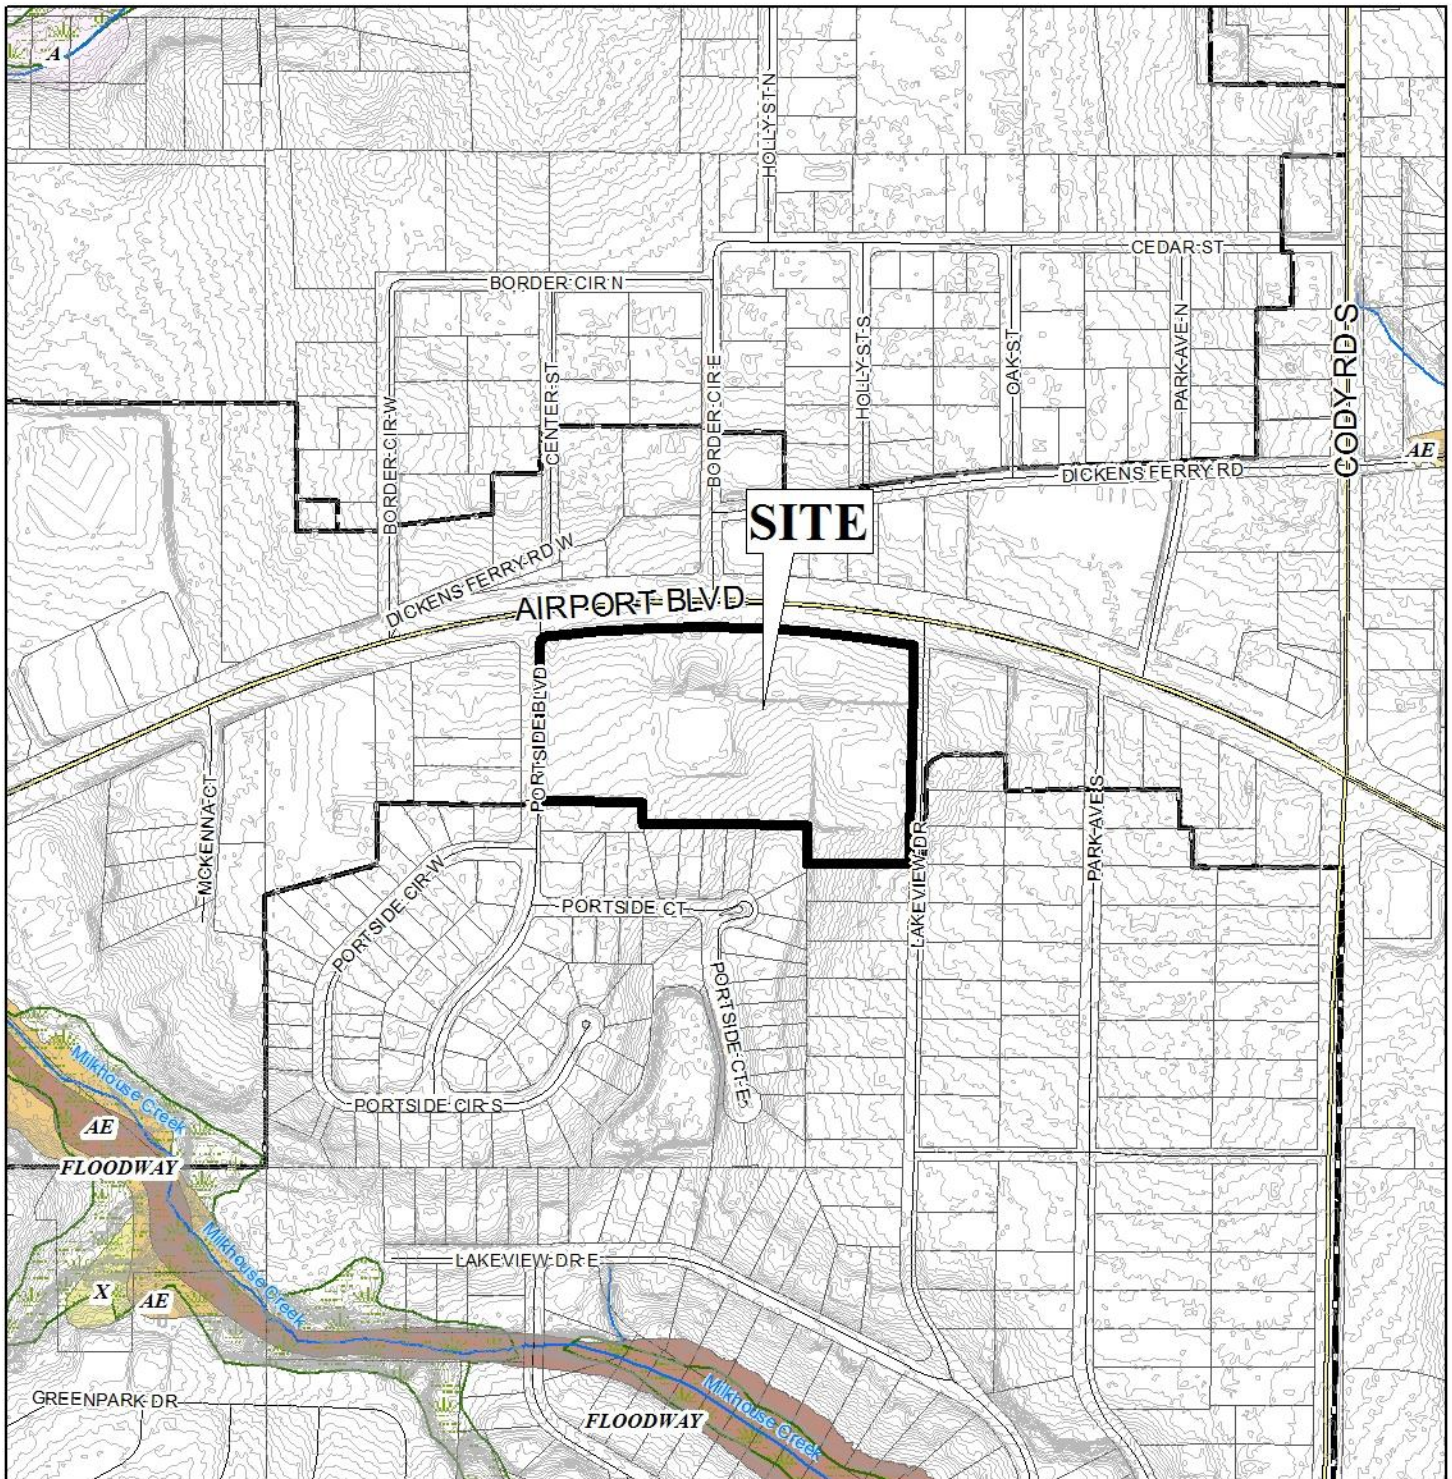 A
HOLLY ST N
CEDAR ST
BORDER CIR N
CODY RD S
HOLLY ST S
OAK ST
PARK AVE N
BORDER CIR E
CENTER ST
BORDER CIR W
AE
DICKENS FERRY RD
SITE
DICKENS FERRY RD W
AIRPORT BLVD
PORTSIDE BLVD
MCKENNA CT
LAKEVIEW DR
PARK AVE S
PORTSIDE CIR W
PORTSIDE CT
PORTSIDE CT E
Milkhouse Creek
PORTSIDE CIR S
AE
FLOODWAY
Milkhouse Creek
LAKEVIEW DR E
X
AE
GREENPARK DR
Milkhouse Creek
FLOODWAY